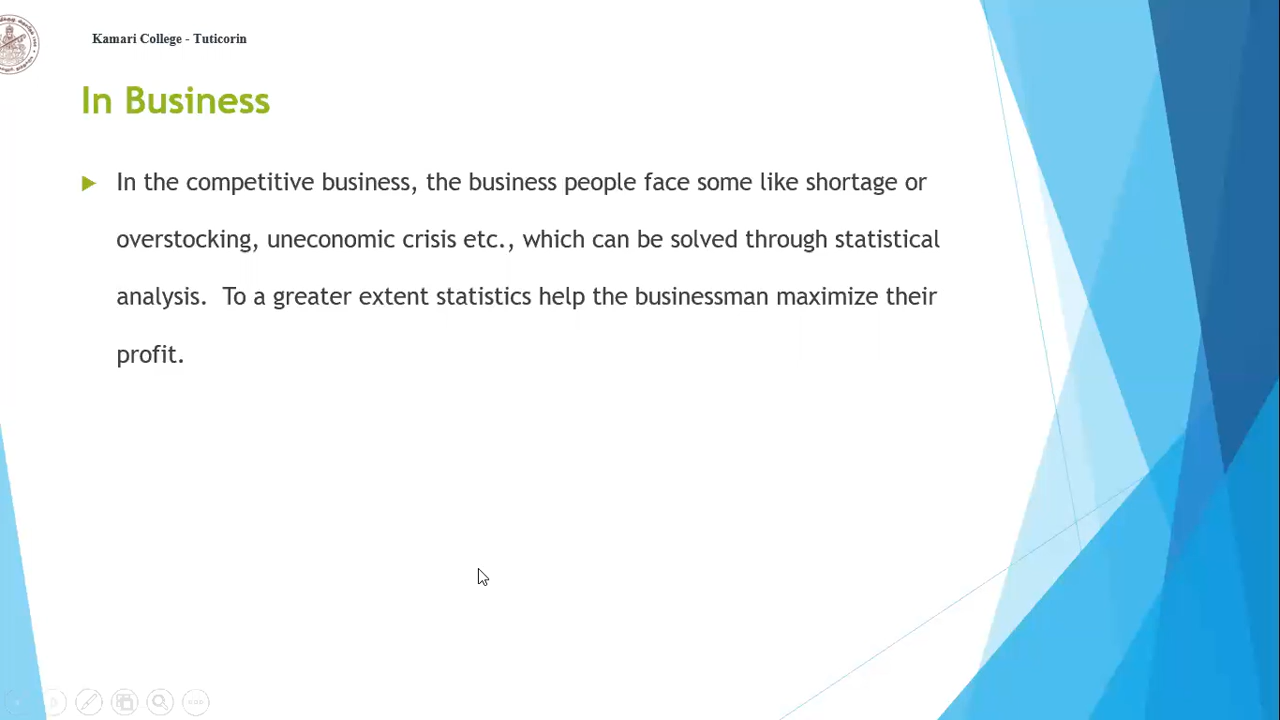 Kamari College - Tuticorin
In Business
In the competitive business, the business people face some like shortage or
overstocking, uneconomic crisis etc., which can be solved through statistical
analysis.  To a greater extent statistics help the businessman maximize their
profit.